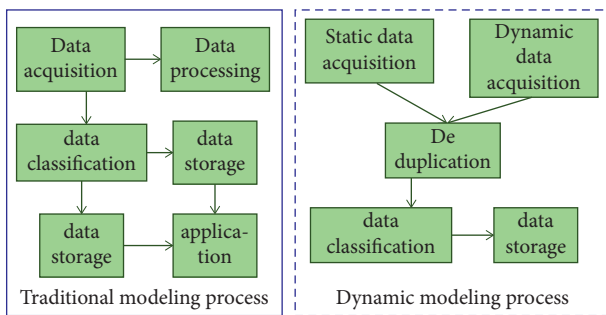 Data
acquisition
Data
processing
data
classification
data
storage
data
storage
applica-
tion
Traditional modeling process
Static data
acquisition
Dynamic
data
acquisition
De
duplication
data
classification
data
storage
Dynamic modeling process